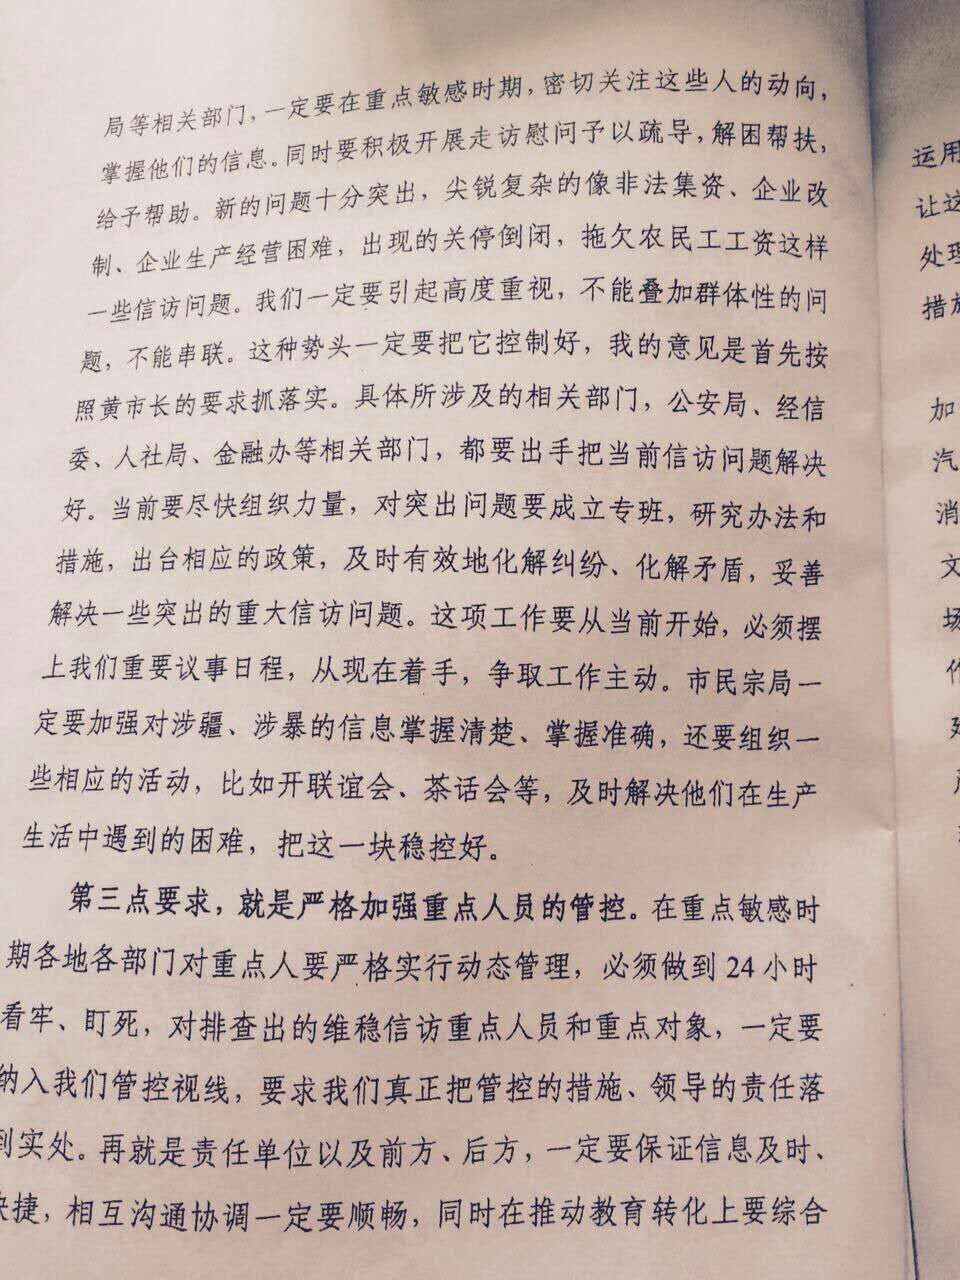 局等相关部门，一定要在重点敏感时期，密切关注这些人的动向，
掌握他们的信息。同时要积极开展走访慰问予以疏导，解困帮扶，
给予帮助。新的问题十分突出，尖锐复杂的像非法集资、企业改
制、企业生产经营困难，出现的关停倒闭，拖欠农民工工资这样
一些信访问题。我们一定要引起高度重视，不能叠加群体性的问
题，不能串联。这种势头一定要把它控制好，我的意见是首先按
照黄市长的要求抓落实。具体所涉及的相关部门，公安局、经信
委、人社局、金融办等相关部门，都要出手把当前信访问题解决
好。当前要尽快组织力量，对突出问题要成立专班，研究办法和
措施，出台相应的政策，及时有效地化解纠纷、化解矛盾，妥善
解决一些突出的重大信访问题。这项工作要从当前开始，必须摆
上我们重要议事日程，从现在着手，争取工作主动。市民宗局一
定要加强对涉疆、涉暴的信息掌握清楚、掌握准确，还要组织一
些相应的活动，比如开联谊会、茶话会等，及时解决他们在生产
生活中遇到的困难，把这一块稳控好。
第三点要求，就是严格加强重点人员的管控。在重点敏感时
期各地各部门对重点人要严格实行动态管理，必须做到 24 小时
看牢、盯死，对排查出的维稳信访重点人员和重点对象，一定要
纳入我们管控视线，要求我们真正把管控的措施、领导的责任落
到实处。再就是责任单位以及前方、后方，一定要保证信息及时、
快捷，相互沟通协调一定要顺畅，同时在推动教育转化上要综合
运用
让这
处理
措施
加
汽
消
文
场
作